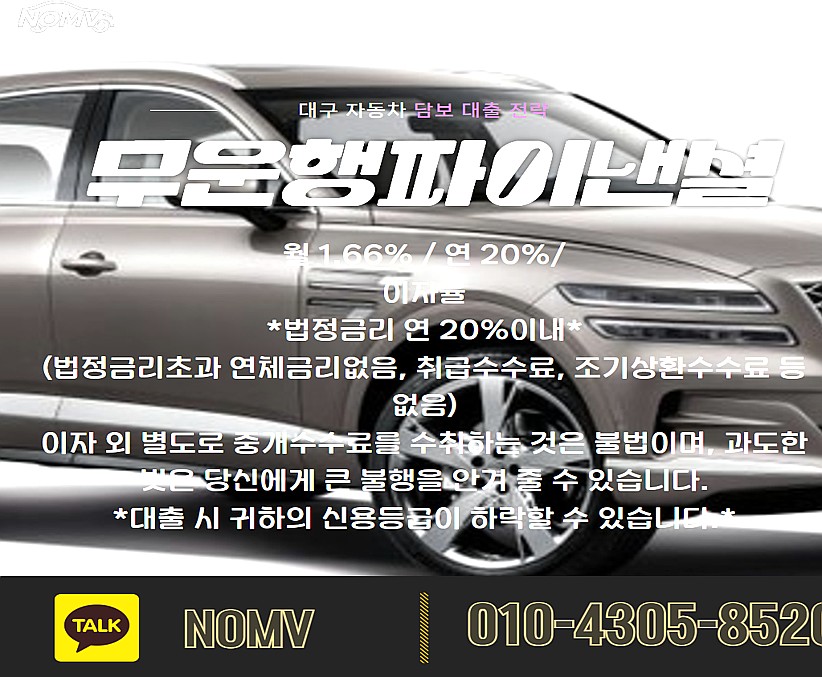 NOMV
대구 자동차 담보 대출 전략
무운행파이낸셜
월 1.66% / 연 20%/
이자율
*법정금리 연 20%이내*
(법정금리초과 연체금리없음, 취급수수료, 조기상환수수료 등
없음)
이자 외 별도로 중개수수료를 수취하는 것은 불법이며, 과도한
빚은 당신에게 큰 불행을 안겨 줄 수 있습니다.
*대출 시 귀하의 신용등급이 하락할 수 있습니다.*
TALK NOMV 010-4305-8520